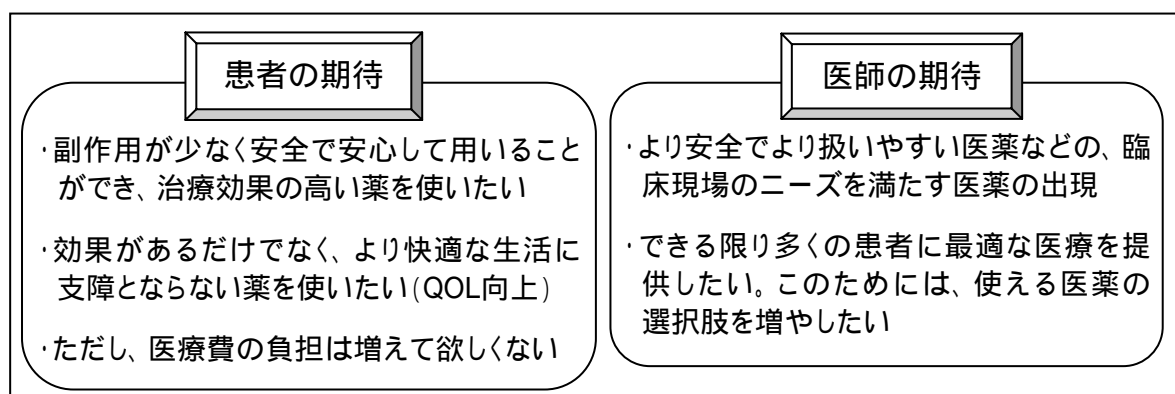 患者の期待
・副作用が少なく安全で安心して用いること
ができ、治療効果の高い薬を使いたい
・効果があるだけでなく、より快適な生活に
支障とならない薬を使いたい(QOL向上)
・ただし、医療費の負担は増えて欲しくない
医師の期待
・より安全でより扱いやすい医薬などの、臨
床現場のニーズを満たす医薬の出現
・できる限り多くの患者に最適な医療を提
供したい。このためには、使える医薬の
選択肢を増やしたい